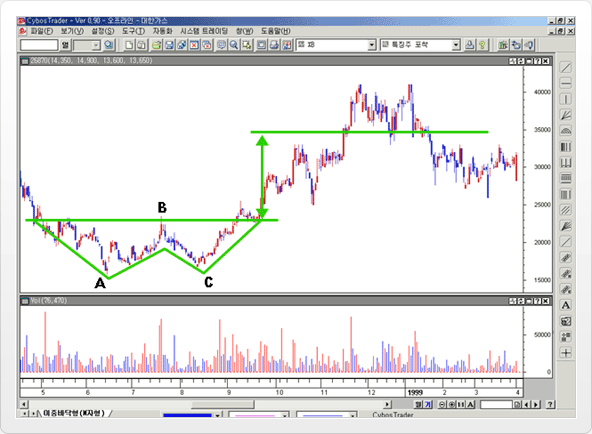 CybosTrader - Ver 0.90 - 오프라인 - 대한가스
파일(F) 보기(V) 설정(S) 도구(T) 자동화 시스템 트레이딩 창(W) 도움말(H)
일 XB 특징주 포착
26870(14,350, 14,900, 13,600, 13,650)
40000
35000
30000
25000
20000
15000
A
B
C
Vol(76,470)
50000
0
5 6 7 8 9 10 11 12 1999 2 3 4
이중바닥형(W자형)
CybosTrader